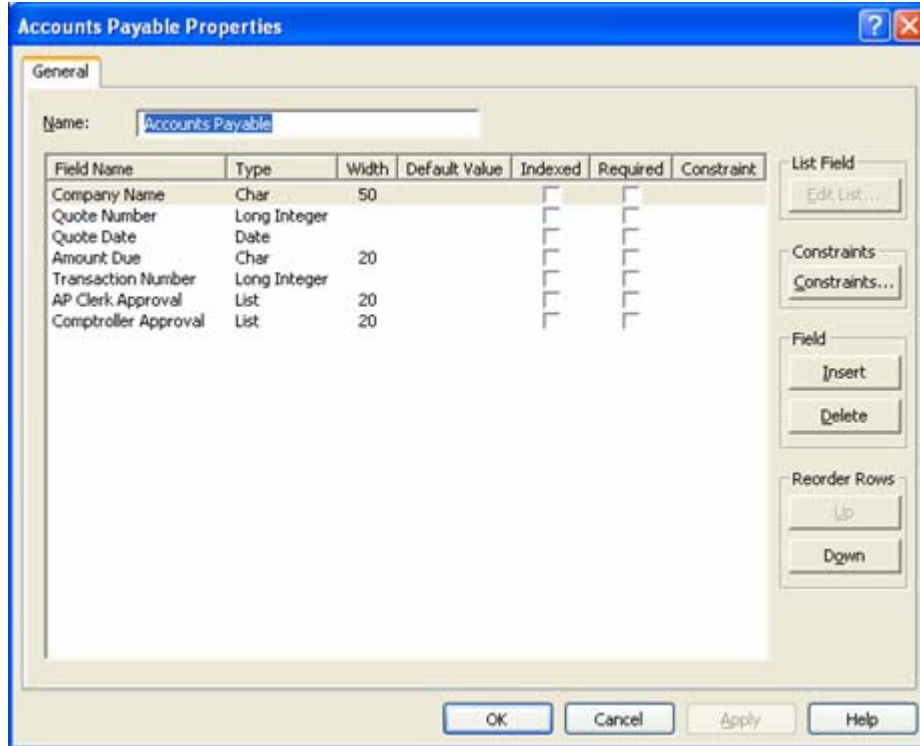 Accounts Payable Properties
General
Name: Accounts Payable
Field Name Type Width Default Value Indexed Required Constraint
Company Name Char 50
Quote Number Long Integer
Quote Date Date
Amount Due Char 20
Transaction Number Long Integer
AP Clerk Approval List 20
Comptroller Approval List 20
List Field
Edit List...
Constraints
Constraints...
Field
Insert
Delete
Reorder Rows
Up
Down
OK Cancel Apply Help